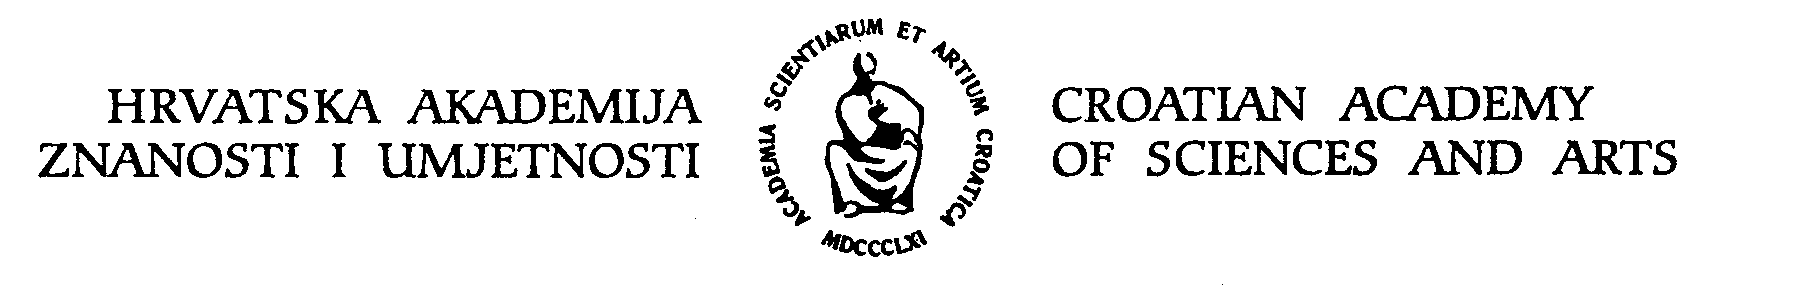 HRVATSKA AKADEMIJA
ZNANOSTI I UMJETNOSTI
ACADEMIA SCIENTIARUM ET ARTIUM CROATICA
MDCCCLXI
CROATIAN ACADEMY
OF SCIENCES AND ARTS